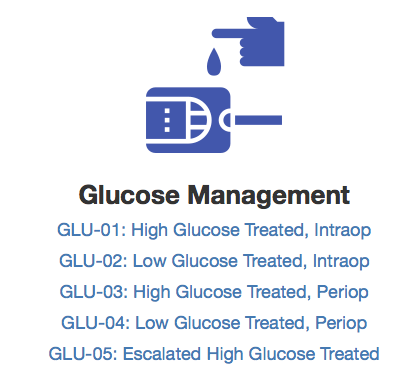 Glucose Management
GLU-01: High Glucose Treated, Intraop
GLU-02: Low Glucose Treated, Intraop
GLU-03: High Glucose Treated, Periop
GLU-04: Low Glucose Treated, Periop
GLU-05: Escalated High Glucose Treated